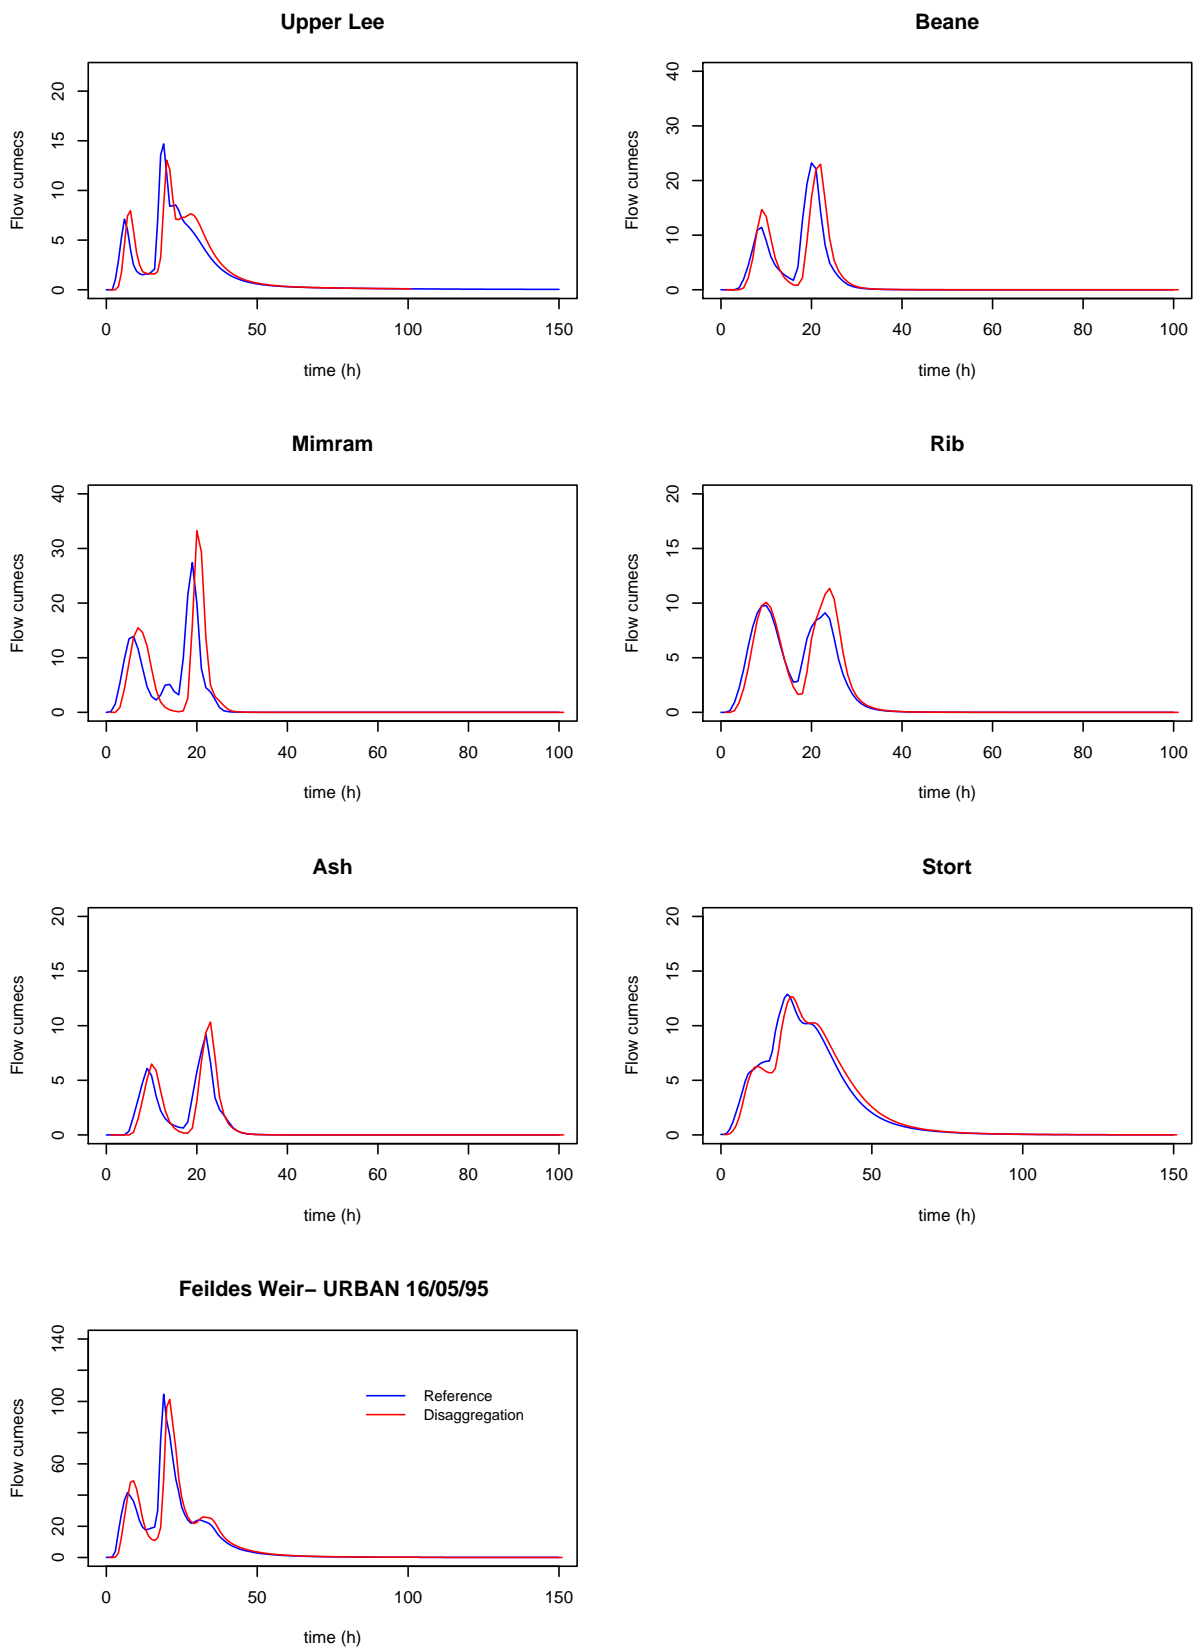 Upper Lee
Flow cumecs
0 5 10 15 20
0 50 100 150
time (h)
Beane
Flow cumecs
0 10 20 30 40
0 20 40 60 80 100
time (h)
Mimram
Flow cumecs
0 10 20 30 40
0 20 40 60 80 100
time (h)
Rib
Flow cumecs
0 5 10 15 20
0 20 40 60 80 100
time (h)
Ash
Flow cumecs
0 5 10 15 20
0 20 40 60 80 100
time (h)
Stort
Flow cumecs
0 5 10 15 20
0 50 100 150
time (h)
Feildes Weir− URBAN 16/05/95
Flow cumecs
0 20 60 100 140
Reference
Disaggregation
0 50 100 150
time (h)